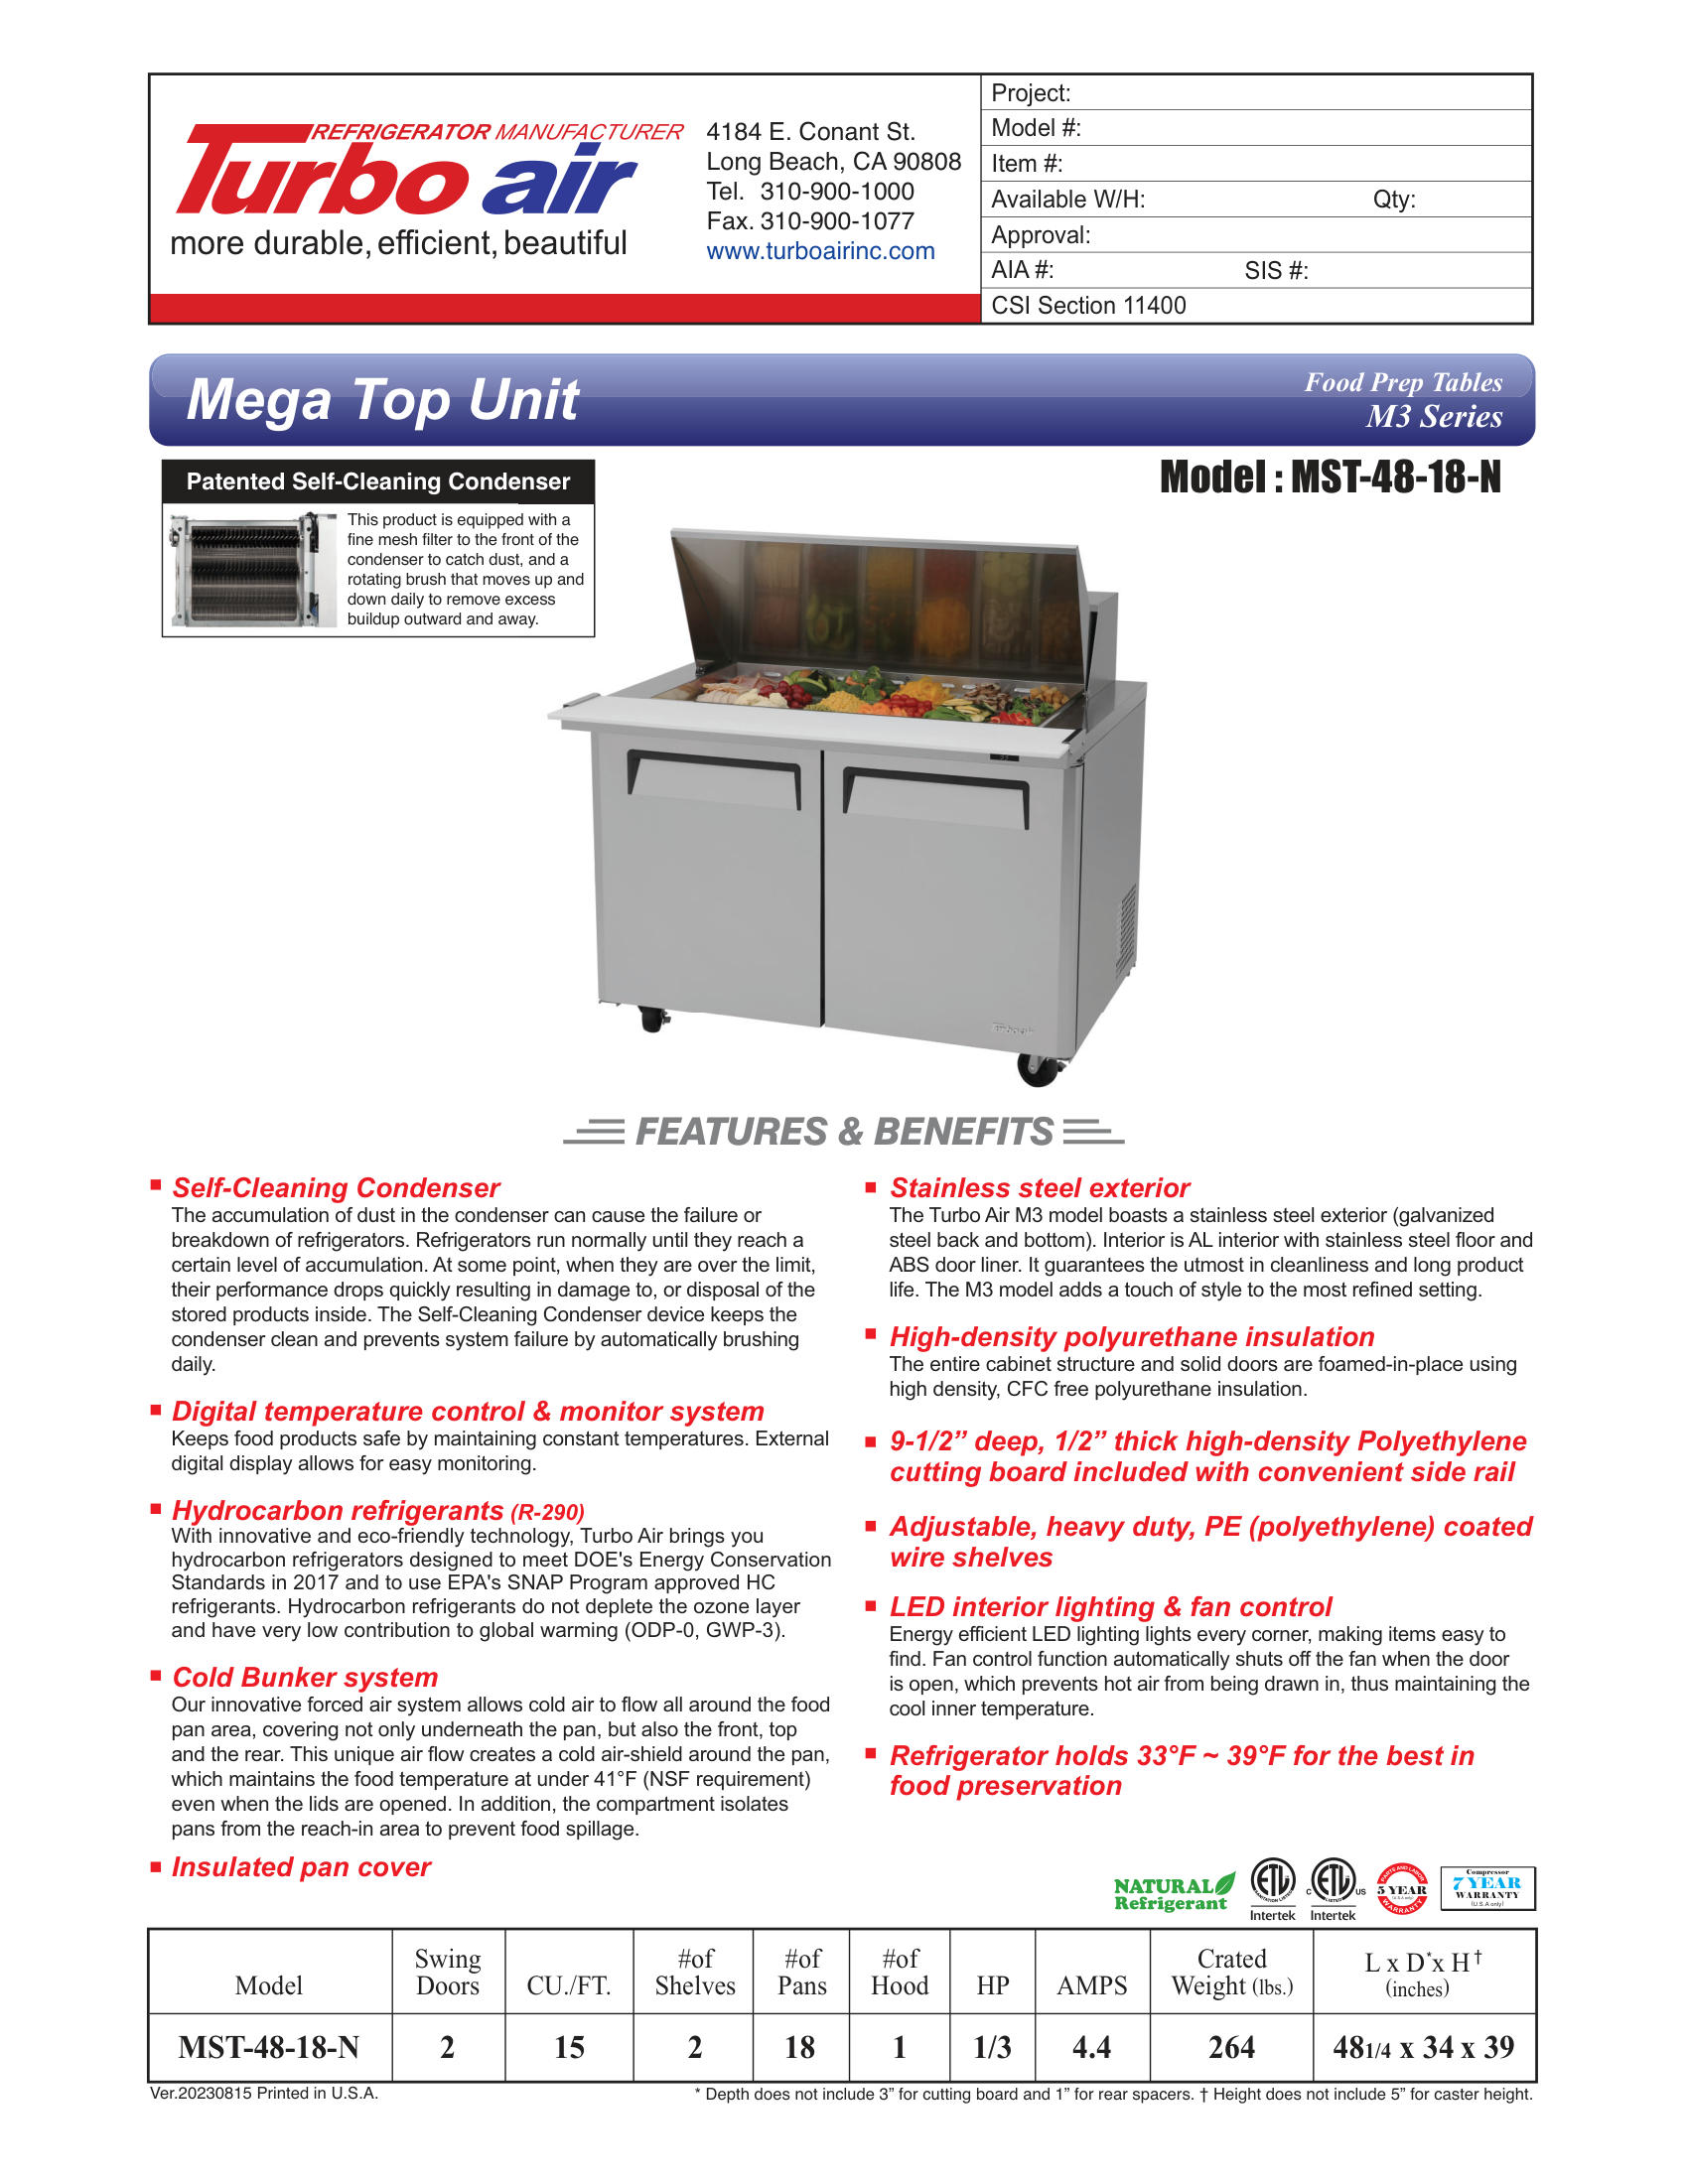 REFRIGERATOR MANUFACTURER
Turbo air
more durable, efficient, beautiful
4184 E. Conant St.
Long Beach, CA 90808
Tel. 310-900-1000
Fax. 310-900-1077
www.turboairinc.com
Project:
Model #:
Item #:
Available W/H: Qty:
Approval:
AIA #: SIS #:
CSI Section 11400
Mega Top Unit
Food Prep Tables
M3 Series
Patented Self-Cleaning Condenser
This product is equipped with a
fine mesh filter to the front of the
condenser to catch dust, and a
rotating brush that moves up and
down daily to remove excess
buildup outward and away.
Model : MST-48-18-N
Turbo air
FEATURES & BENEFITS
■ Self-Cleaning Condenser
The accumulation of dust in the condenser can cause the failure or
breakdown of refrigerators. Refrigerators run normally until they reach a
certain level of accumulation. At some point, when they are over the limit,
their performance drops quickly resulting in damage to, or disposal of the
stored products inside. The Self-Cleaning Condenser device keeps the
condenser clean and prevents system failure by automatically brushing
daily.
■ Digital temperature control & monitor system
Keeps food products safe by maintaining constant temperatures. External
digital display allows for easy monitoring.
■ Hydrocarbon refrigerants (R-290)
With innovative and eco-friendly technology, Turbo Air brings you
hydrocarbon refrigerators designed to meet DOE's Energy Conservation
Standards in 2017 and to use EPA's SNAP Program approved HC
refrigerants. Hydrocarbon refrigerants do not deplete the ozone layer
and have very low contribution to global warming (ODP-0, GWP-3).
■ Cold Bunker system
Our innovative forced air system allows cold air to flow all around the food
pan area, covering not only underneath the pan, but also the front, top
and the rear. This unique air flow creates a cold air-shield around the pan,
which maintains the food temperature at under 41°F (NSF requirement)
even when the lids are opened. In addition, the compartment isolates
pans from the reach-in area to prevent food spillage.
■ Insulated pan cover
■ Stainless steel exterior
The Turbo Air M3 model boasts a stainless steel exterior (galvanized
steel back and bottom). Interior is AL interior with stainless steel floor and
ABS door liner. It guarantees the utmost in cleanliness and long product
life. The M3 model adds a touch of style to the most refined setting.
■ High-density polyurethane insulation
The entire cabinet structure and solid doors are foamed-in-place using
high density, CFC free polyurethane insulation.
■ 9-1/2” deep, 1/2” thick high-density Polyethylene
cutting board included with convenient side rail
■ Adjustable, heavy duty, PE (polyethylene) coated
wire shelves
■ LED interior lighting & fan control
Energy efficient LED lighting lights every corner, making items easy to
find. Fan control function automatically shuts off the fan when the door
is open, which prevents hot air from being drawn in, thus maintaining the
cool inner temperature.
■ Refrigerator holds 33°F ~ 39°F for the best in
food preservation
NATURAL
Refrigerant
ETL
SANITATION LISTED
Intertek
C ETL US
LISTED
Intertek
PARTS AND LABOR
5 YEAR
(U.S.A only)
WARRANTY
Compressor
7 YEAR
WARRANTY
(U.S.A only)
Model Swing Doors CU./FT. #of Shelves #of Pans #of Hood HP AMPS Crated Weight (lbs.) L x D* x H† (inches)
MST-48-18-N 2 15 2 18 1 1/3 4.4 264 481/4 x 34 x 39
Ver.20230815 Printed in U.S.A.
* Depth does not include 3” for cutting board and 1” for rear spacers. † Height does not include 5” for caster height.